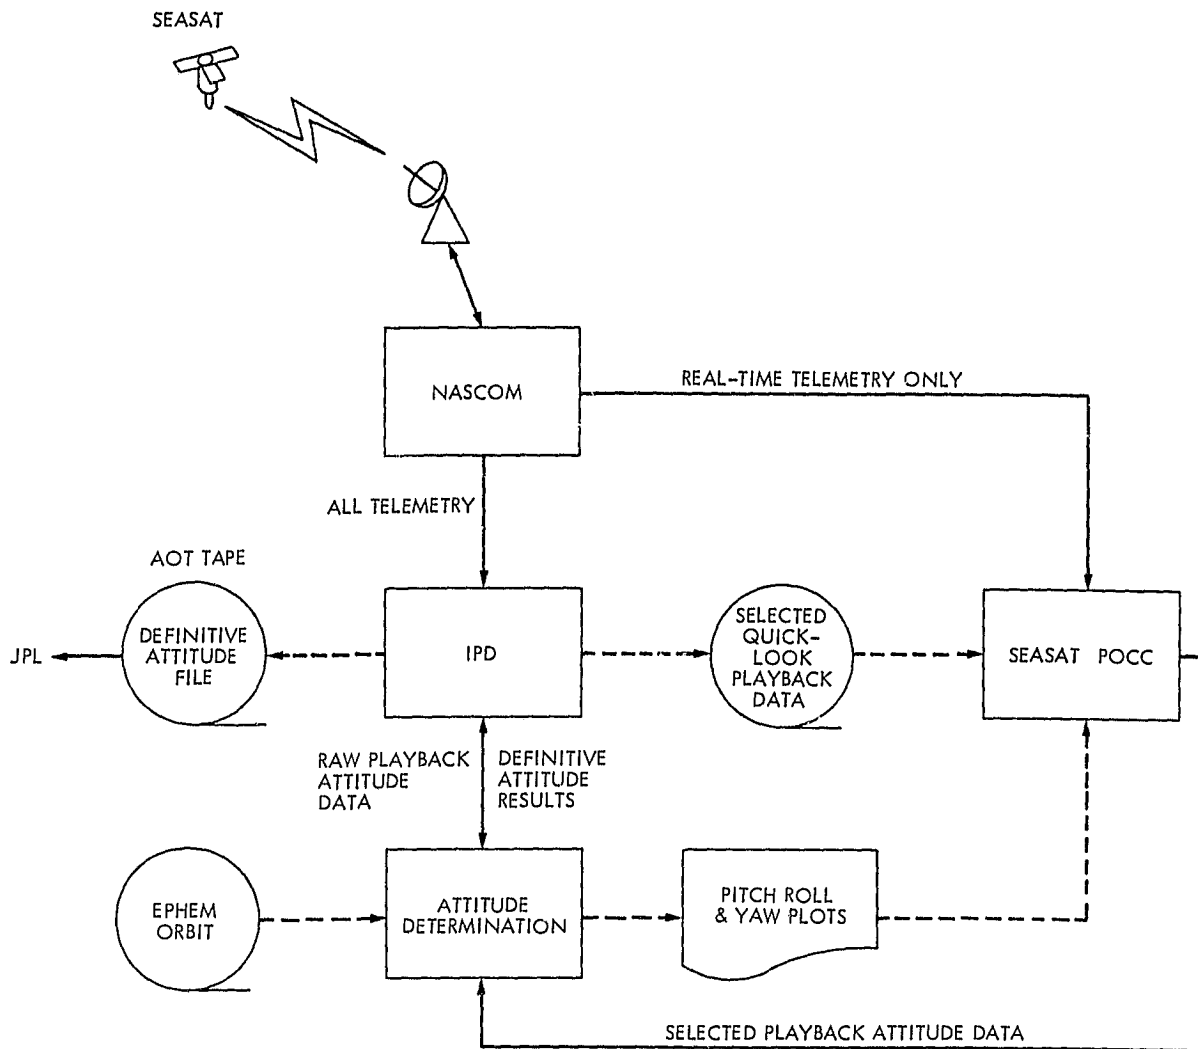 SEASAT
NASCOM
REAL-TIME TELEMETRY ONLY
ALL TELEMETRY
AOT TAPE
JPL
DEFINITIVE
ATTITUDE
FILE
IPD
SELECTED
QUICK-
LOOK
PLAYBACK
DATA
SEASAT POCC
RAW PLAYBACK
ATTITUDE
DATA
DEFINITIVE
ATTITUDE
RESULTS
EPHEM
ORBIT
ATTITUDE
DETERMINATION
PITCH ROLL
& YAW PLOTS
SELECTED PLAYBACK ATTITUDE DATA